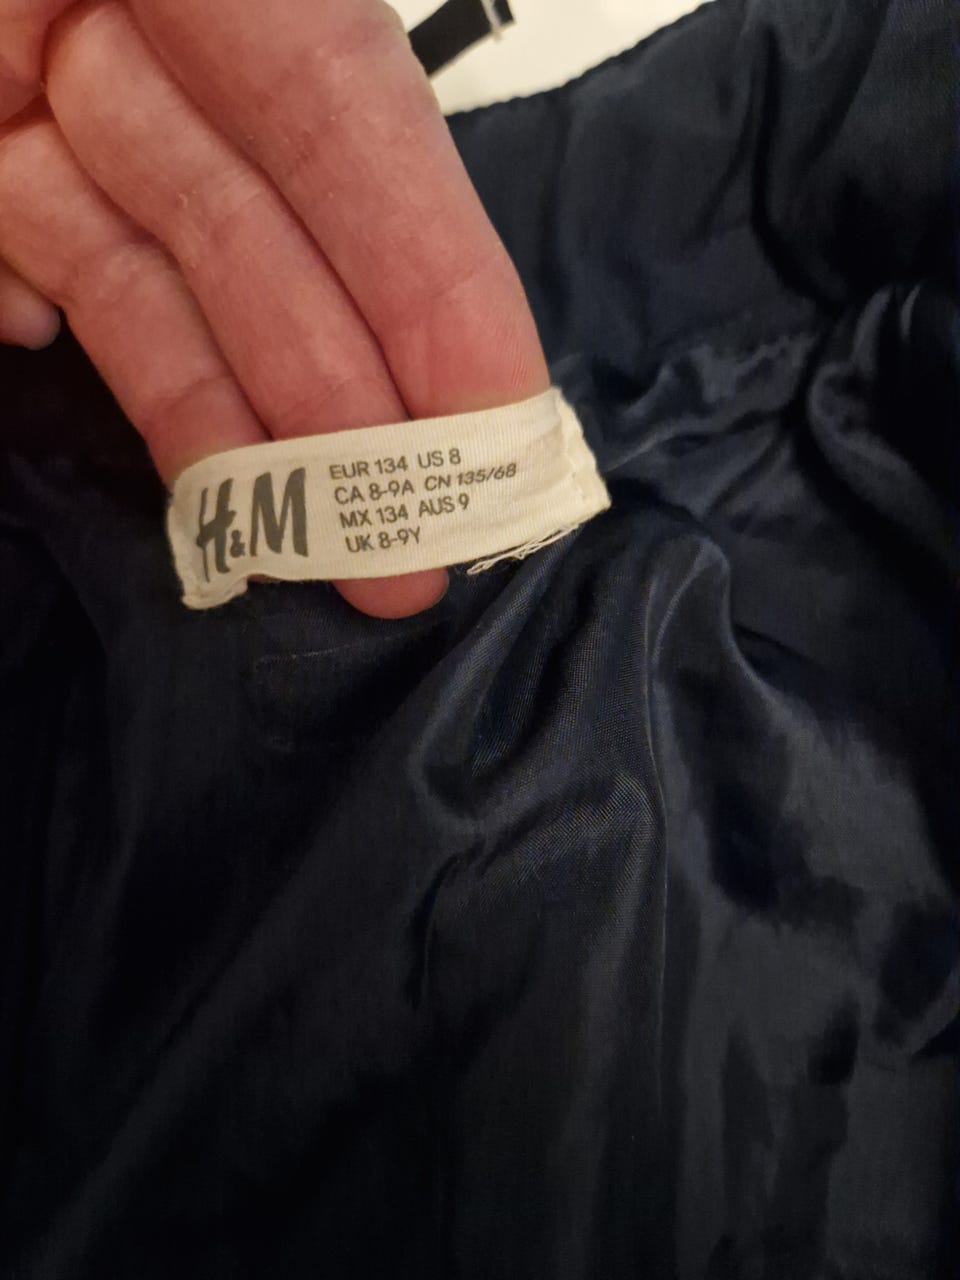 H&M
EUR 134 US 8
CA 8-9A CN 135/68
MX 134 AUS 9
UK 8-9Y